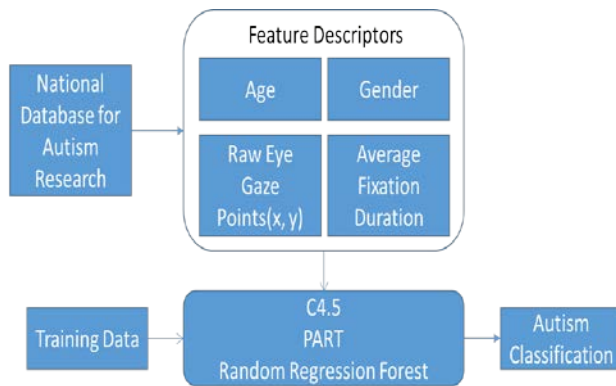 Feature Descriptors
National
Database for
Autism
Research
Age
Gender
Raw Eye
Gaze
Points(x, y)
Average
Fixation
Duration
Training Data
C4.5
PART
Random Regression Forest
Autism
Classification